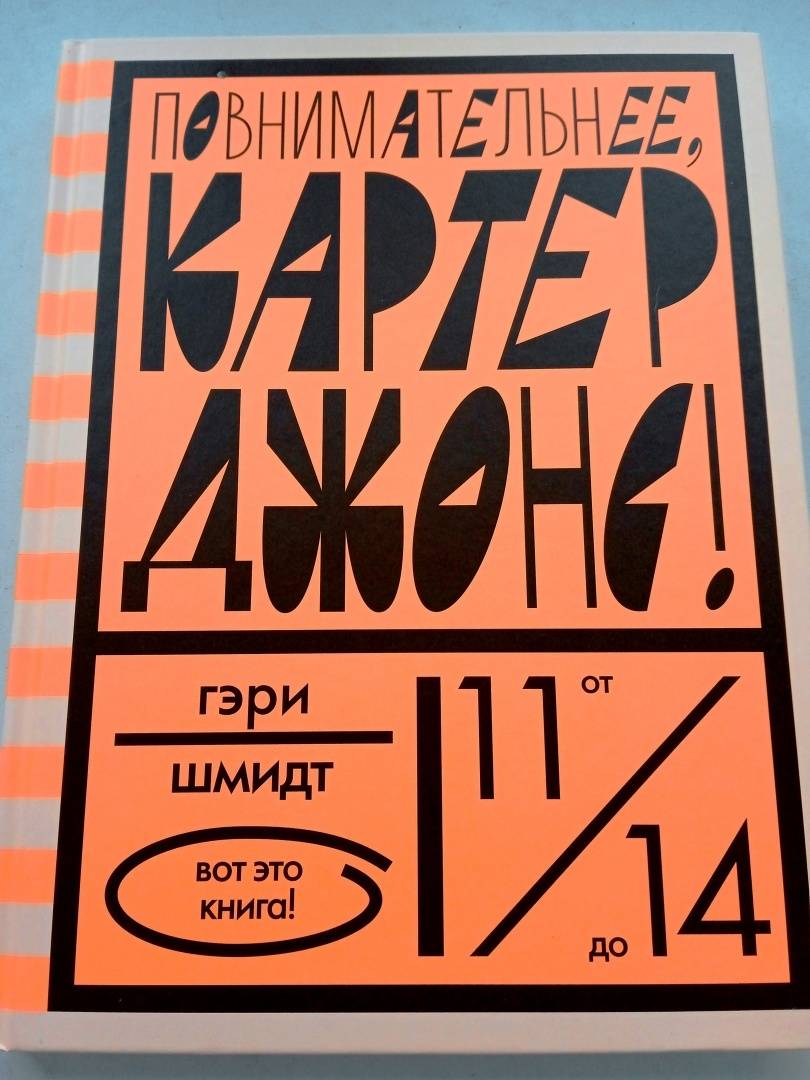 ПОВНИМАТЕЛЬНЕЕ,
КАРТЕР
ДЖОНС!
гэри
шмидт
вот это
книга!
от 11
до 14